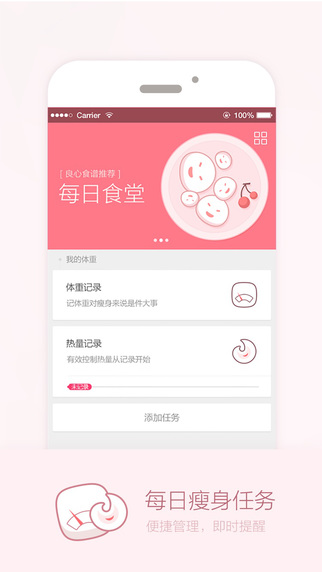 Carrier
100%
[ 良心食谱推荐 ]
每日食堂
我的体重
体重记录
记体重对瘦身来说是件大事
热量记录
有效控制热量从记录开始
未记录
添加任务
每日瘦身任务
便捷管理，即时提醒